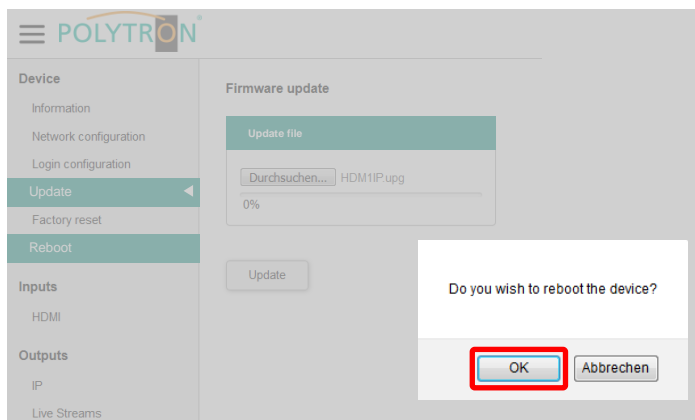 POLYTRON
Device
Information
Network configuration
Login configuration
Update
Factory reset
Reboot
Inputs
HDMI
Outputs
IP
Live Streams
Firmware update
Update file
Durchsuchen... HDM1IP.upg
0%
Update
Do you wish to reboot the device?
OK Abbrechen